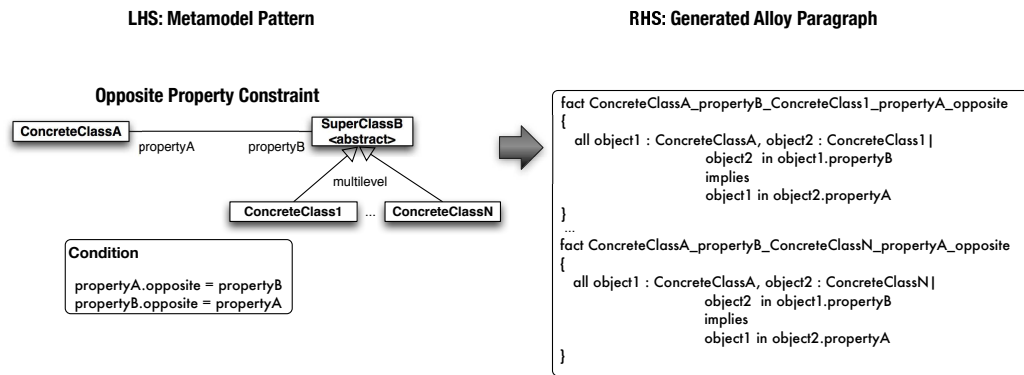 LHS: Metamodel Pattern
RHS: Generated Alloy Paragraph
Opposite Property Constraint
ConcreteClassA
propertyA
propertyB
SuperClassB
<abstract>
multilevel
ConcreteClass1 ... ConcreteClassN
Condition
propertyA.opposite = propertyB
propertyB.opposite = propertyA
fact ConcreteClassA_propertyB_ConcreteClass1_propertyA_opposite
{
all object1 : ConcreteClassA, object2 : ConcreteClass1|
object2 in object1.propertyB
implies
object1 in object2.propertyA
}
...
fact ConcreteClassA_propertyB_ConcreteClassN_propertyA_opposite
{
all object1 : ConcreteClassA, object2 : ConcreteClassN|
object2 in object1.propertyB
implies
object1 in object2.propertyA
}